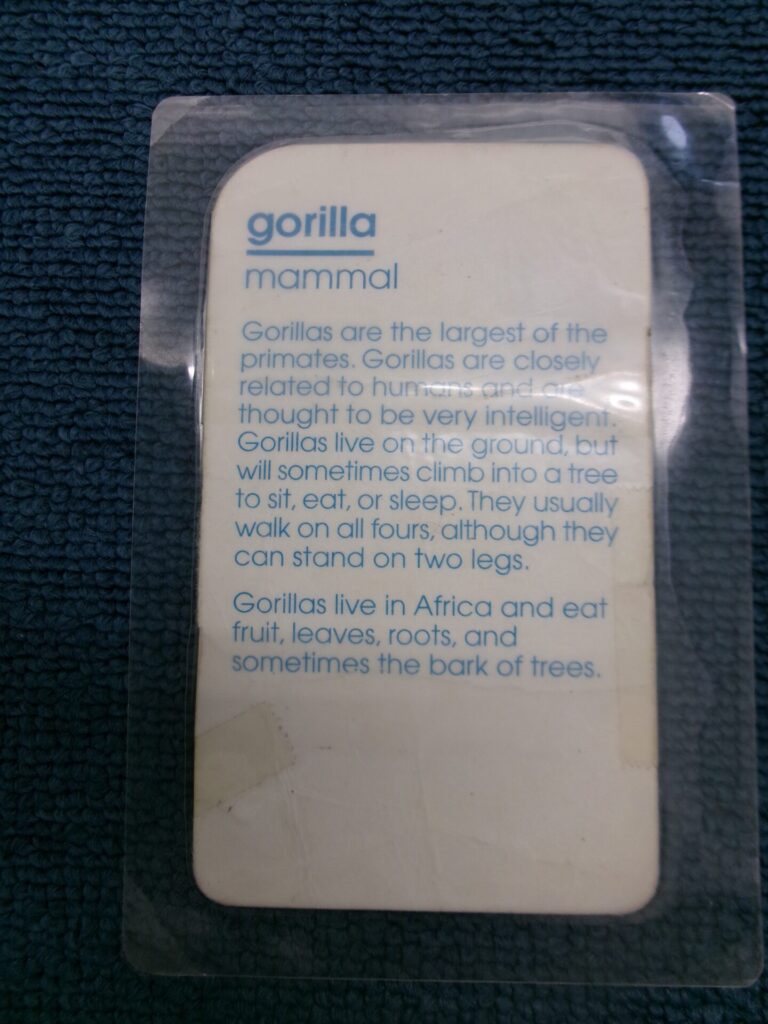 gorilla
mammal
Gorillas are the largest of the
primates. Gorillas are closely
related to humans and are
thought to be very intelligent.
Gorillas live on the ground, but
will sometimes climb into a tree
to sit, eat, or sleep. They usually
walk on all fours, although they
can stand on two legs.
Gorillas live in Africa and eat
fruit, leaves, roots, and
sometimes the bark of trees.